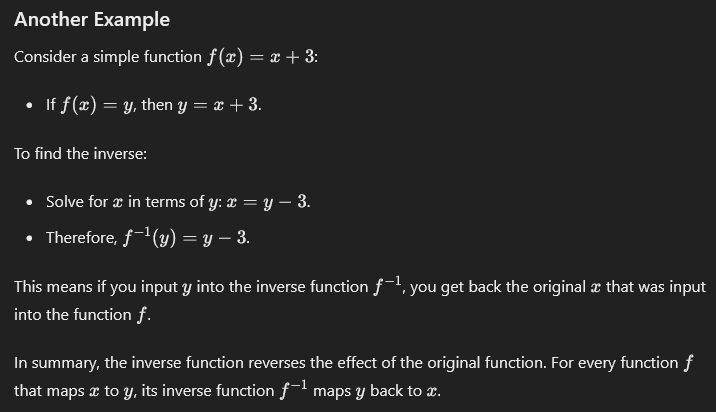 Another Example
Consider a simple function f(x) = x + 3:
• If f(x) = y, then y = x + 3.
To find the inverse:
• Solve for x in terms of y: x = y − 3.
• Therefore, f⁻¹(y) = y − 3.
This means if you input y into the inverse function f⁻¹, you get back the original x that was input
into the function f.
In summary, the inverse function reverses the effect of the original function. For every function f
that maps x to y, its inverse function f⁻¹ maps y back to x.